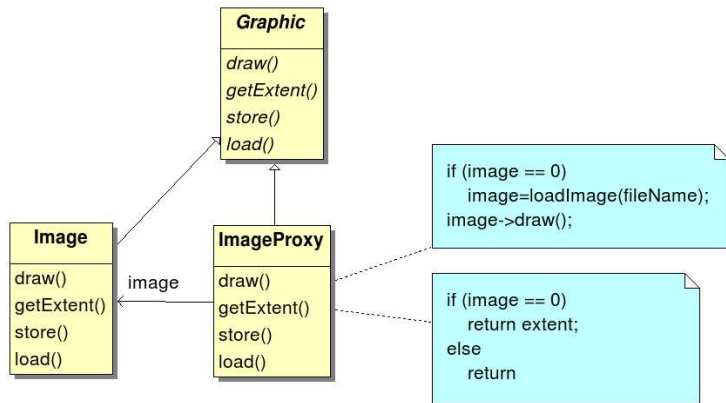 Graphic
draw()
getExtent()
store()
load()
Image
draw()
getExtent()
store()
load()
image
ImageProxy
draw()
getExtent()
store()
load()
if (image == 0)
image=loadImage(fileName);
image->draw();
if (image == 0)
return extent;
else
return